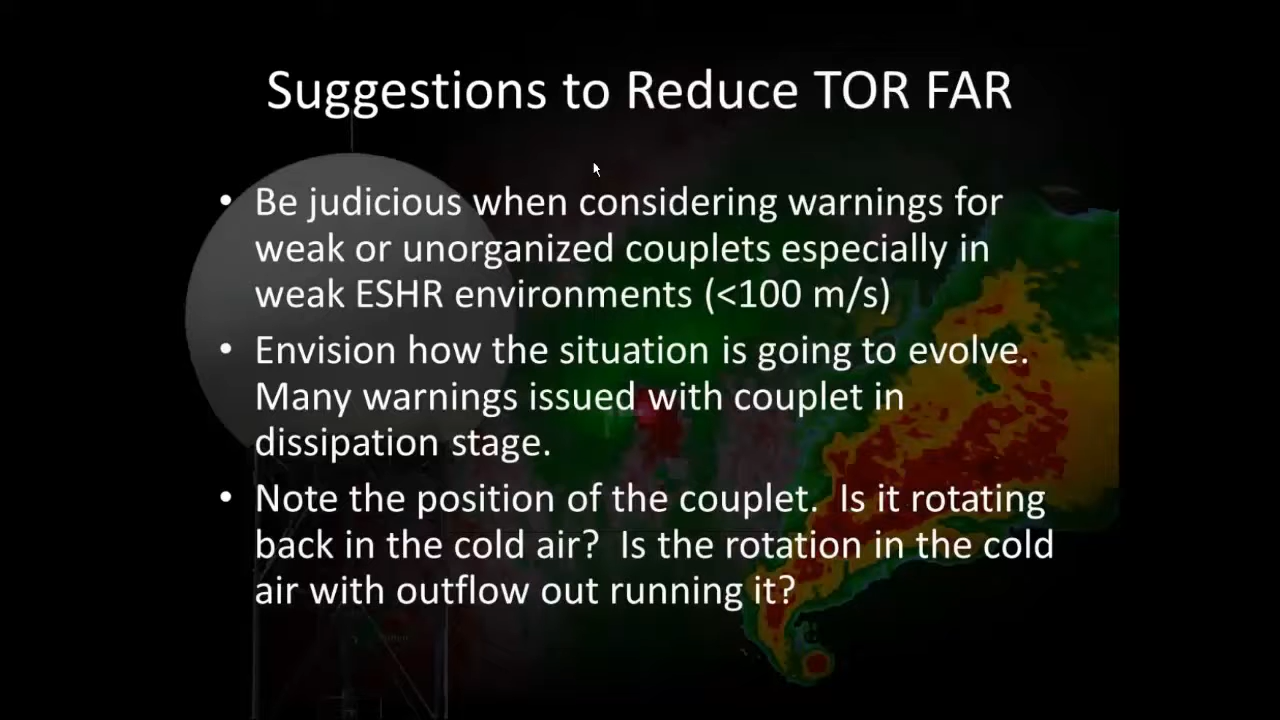 Suggestions to Reduce TOR FAR
• Be judicious when considering warnings for
weak or unorganized couplets especially in
weak ESHR environments (<100 m/s)
• Envision how the situation is going to evolve.
Many warnings issued with couplet in
dissipation stage.
• Note the position of the couplet.  Is it rotating
back in the cold air?  Is the rotation in the cold
air with outflow out running it?